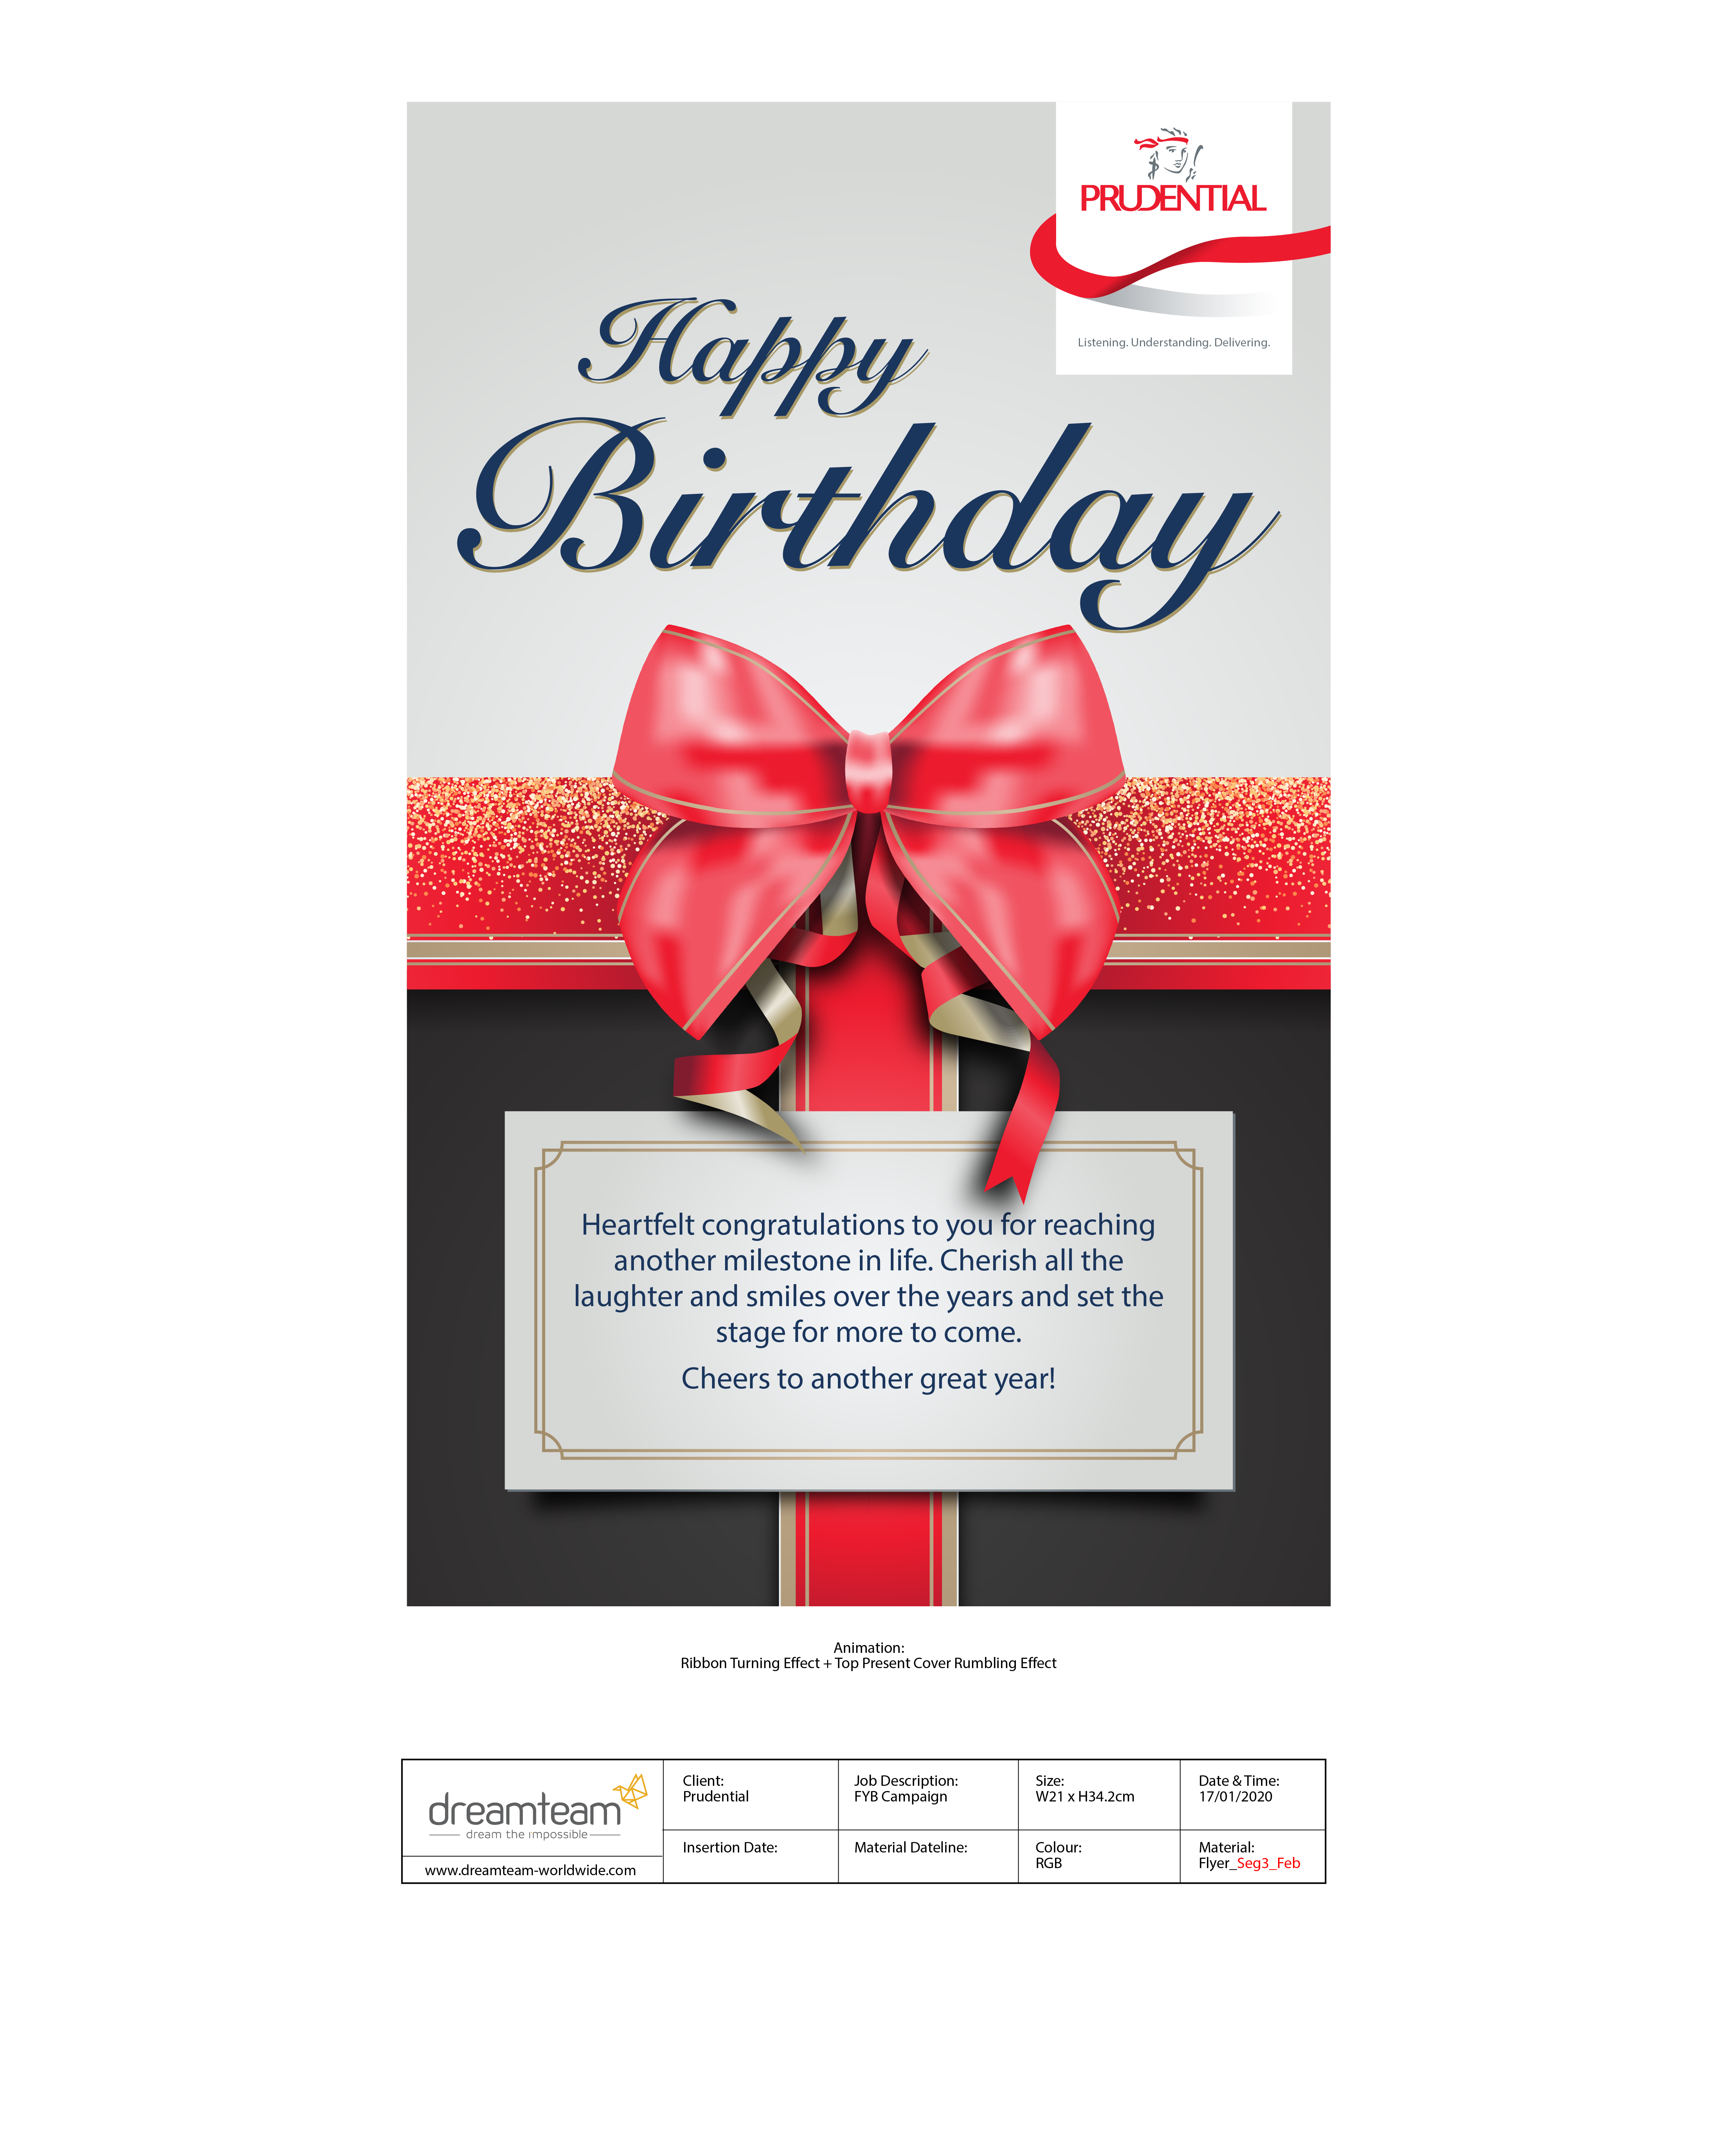 PRUDENTIAL
Listening. Understanding. Delivering.
Happy
Birthday
Heartfelt congratulations to you for reaching
another milestone in life. Cherish all the
laughter and smiles over the years and set the
stage for more to come.
Cheers to another great year!
Animation:
Ribbon Turning Effect + Top Present Cover Rumbling Effect
dreamteam
dream the impossible
www.dreamteam-worldwide.com
Client:
Prudential
Job Description:
FYB Campaign
Size:
W21 x H34.2cm
Date & Time:
17/01/2020
Insertion Date:
Material Dateline:
Colour:
RGB
Material:
Flyer_Seg3_Feb